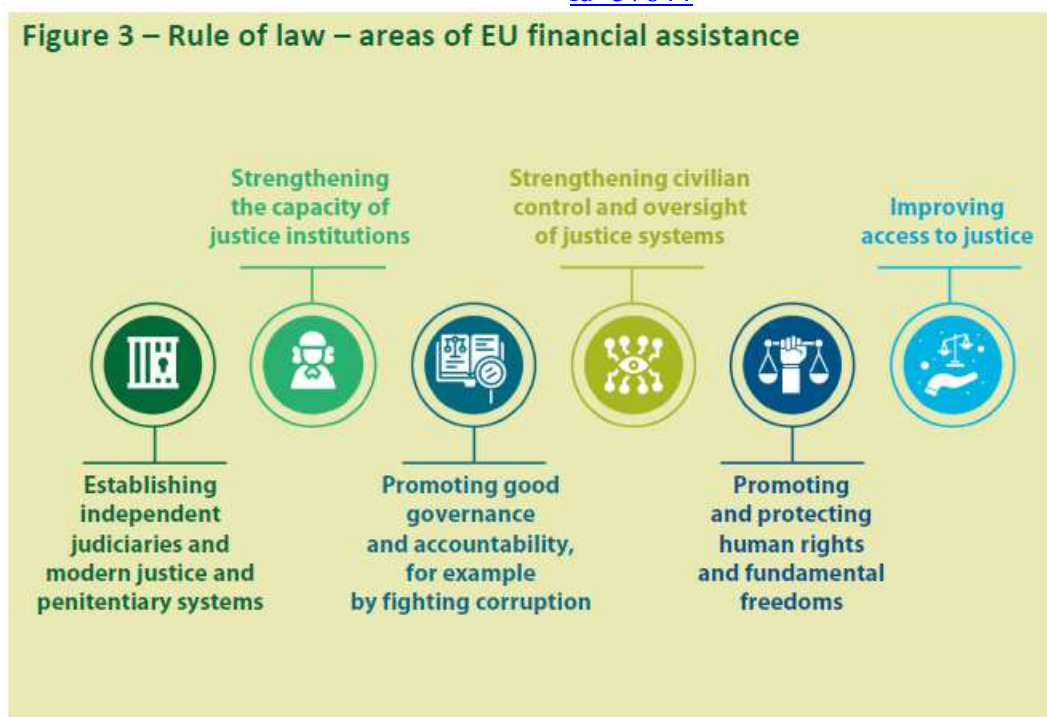 Figure 3 – Rule of law – areas of EU financial assistance
Strengthening
the capacity of
justice institutions
Strengthening civilian
control and oversight
of justice systems
Improving
access to justice
Establishing
independent
judiciaries and
modern justice and
penitentiary systems
Promoting good
governance
and accountability,
for example
by fighting corruption
Promoting
and protecting
human rights
and fundamental
freedoms